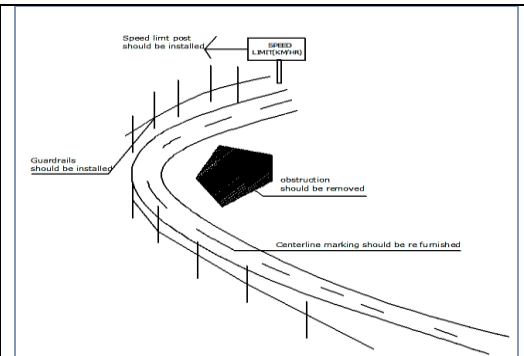 Speed limt post
should be installed
SPEED
LIMIT(KM/HR)
Guardrails
should be installed
obstruction
should be removed
Centerline marking should be re furnished